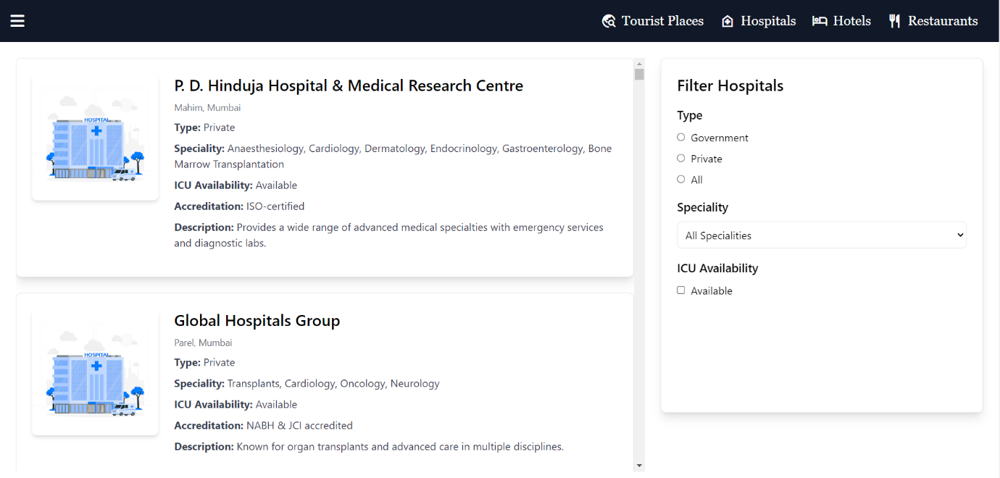 Tourist Places
Hospitals
Hotels
Restaurants
HOSPITAL
P. D. Hinduja Hospital & Medical Research Centre
Mahim, Mumbai
Type: Private
Speciality: Anaesthesiology, Cardiology, Dermatology, Endocrinology, Gastroenterology, Bone
Marrow Transplantation
ICU Availability: Available
Accreditation: ISO-certified
Description: Provides a wide range of advanced medical specialties with emergency services
and diagnostic labs.
HOSPITAL
Global Hospitals Group
Parel, Mumbai
Type: Private
Speciality: Transplants, Cardiology, Oncology, Neurology
ICU Availability: Available
Accreditation: NABH & JCI accredited
Description: Known for organ transplants and advanced care in multiple disciplines.
Filter Hospitals
Type
Government
Private
All
Speciality
All Specialities
ICU Availability
Available